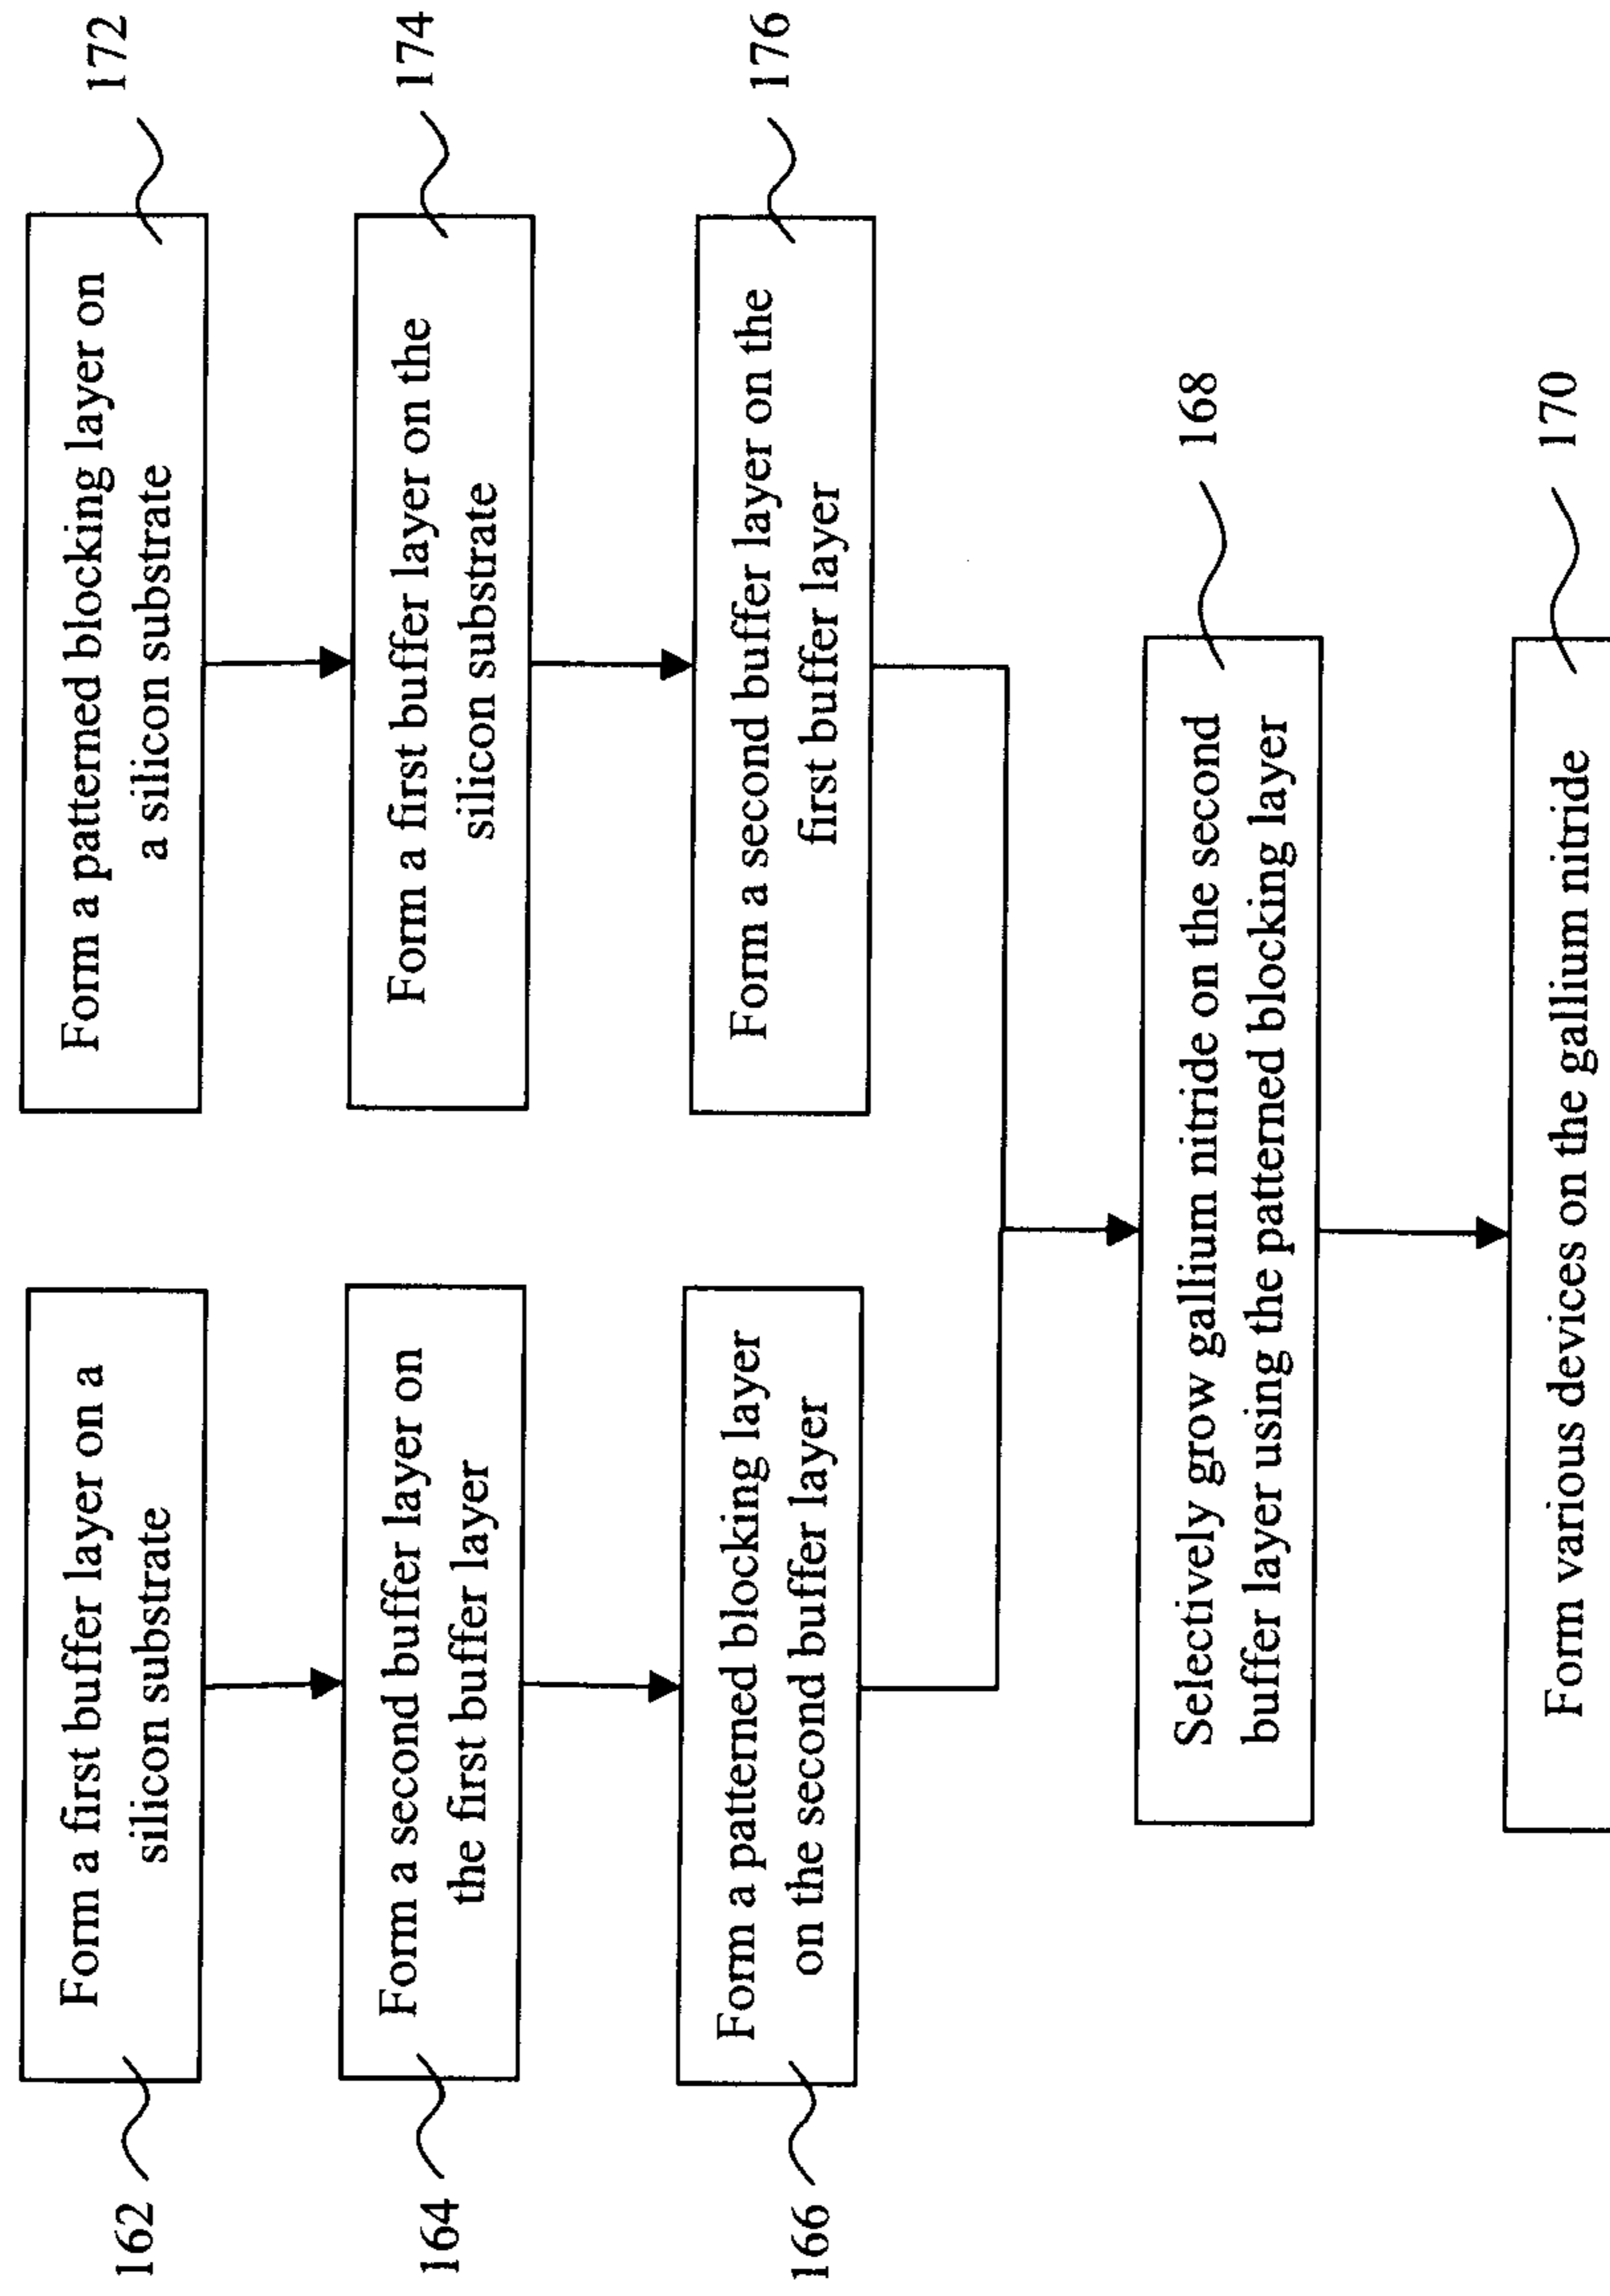 162
Form a first buffer layer on a
silicon substrate
164
Form a second buffer layer on
the first buffer layer
166
Form a patterned blocking layer
on the second buffer layer
Form a patterned blocking layer on
a silicon substrate
172
Form a first buffer layer on the
silicon substrate
174
Form a second buffer layer on the
first buffer layer
176
Selectively grow gallium nitride on the second
buffer layer using the patterned blocking layer
168
Form various devices on the gallium nitride
170